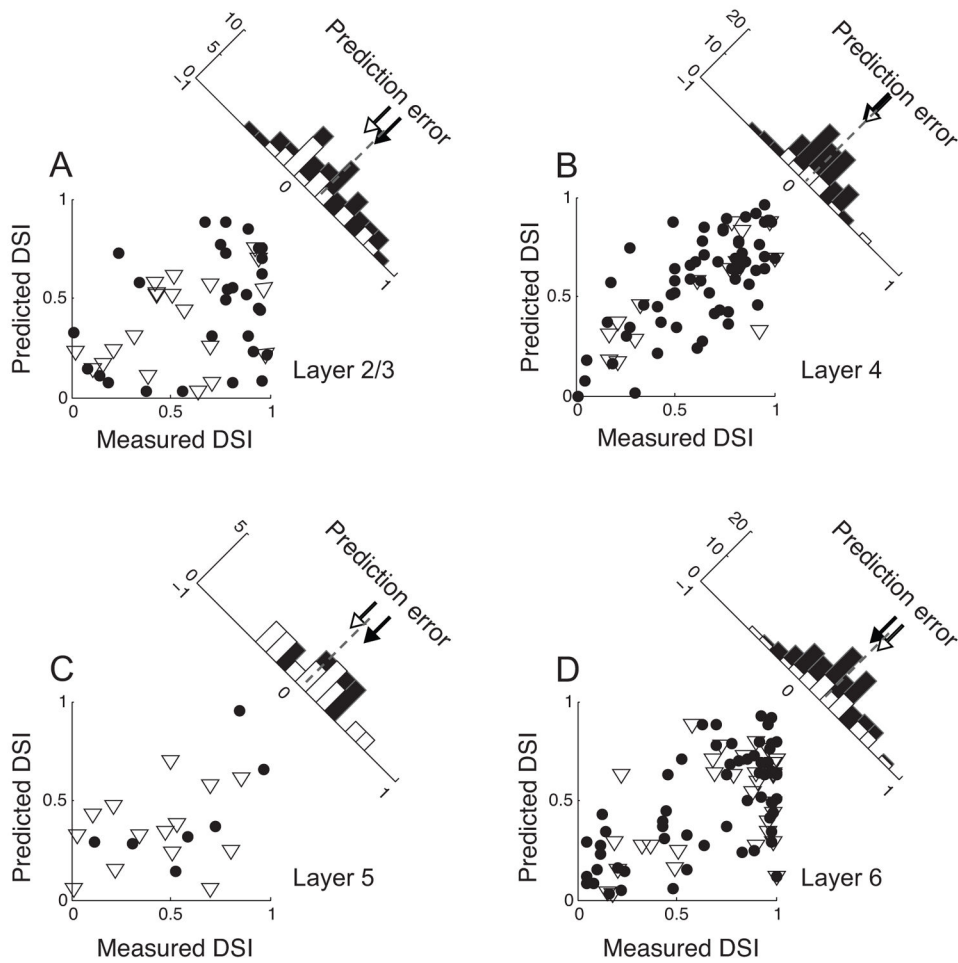 10
5
0
−1
0
1
Prediction error
A
1
0.5
0
0
0.5
1
Predicted DSI
Measured DSI
Layer 2/3
20
10
0
−1
0
1
Prediction error
B
1
0.5
0
0
0.5
1
Predicted DSI
Measured DSI
Layer 4
5
0
−1
0
1
Prediction error
C
1
0.5
0
0
0.5
1
Predicted DSI
Measured DSI
Layer 5
20
10
0
−1
0
1
Prediction error
D
1
0.5
0
0
0.5
1
Predicted DSI
Measured DSI
Layer 6